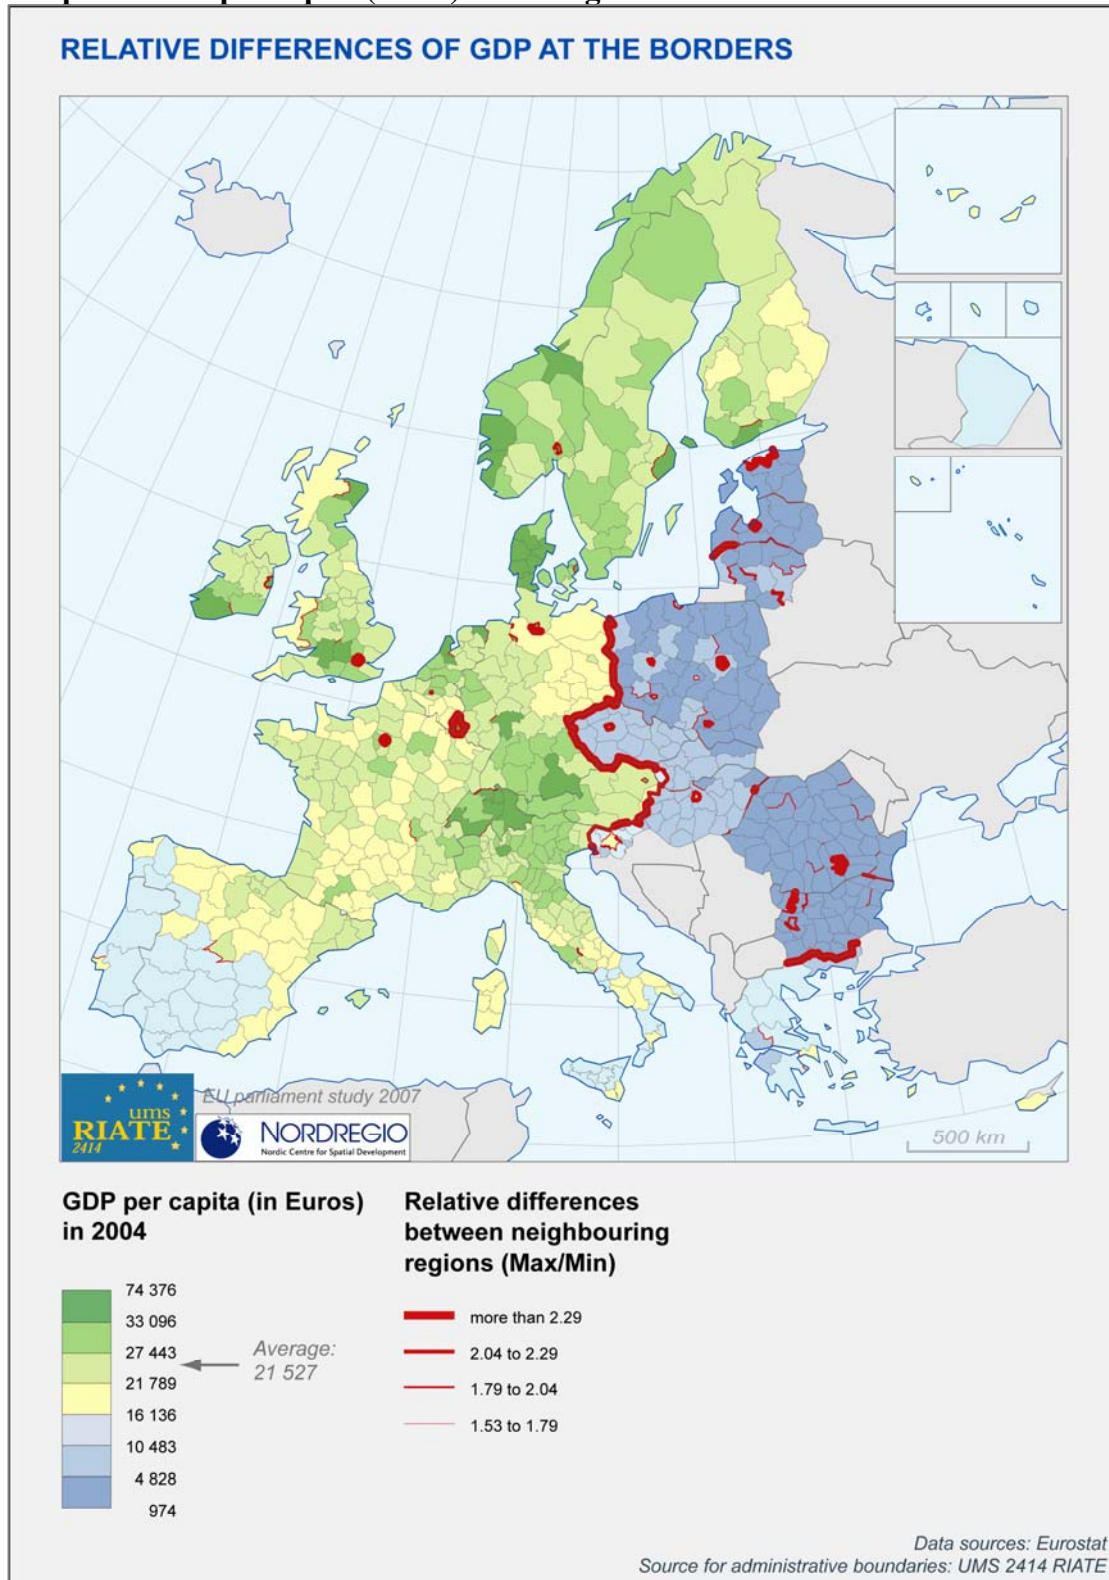 RELATIVE DIFFERENCES OF GDP AT THE BORDERS
EU parliament study 2007
ums
RIATE
2414
NORDREGIO
Nordic Centre for Spatial Development
500 km
GDP per capita (in Euros)
in 2004
74 376
33 096
27 443
21 789
16 136
10 483
4 828
974
Average:
21 527
Relative differences
between neighbouring
regions (Max/Min)
more than 2.29
2.04 to 2.29
1.79 to 2.04
1.53 to 1.79
Data sources: Eurostat
Source for administrative boundaries: UMS 2414 RIATE